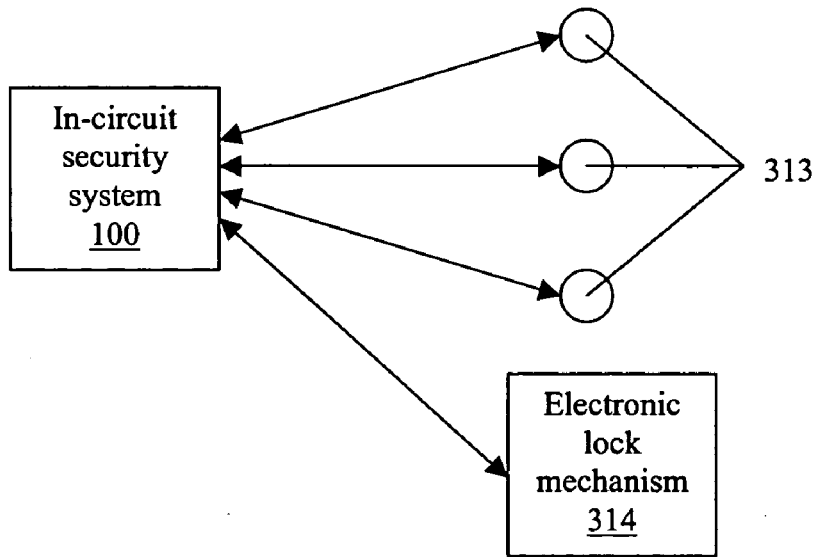 In-circuit
security
system
100
313
Electronic
lock
mechanism
314